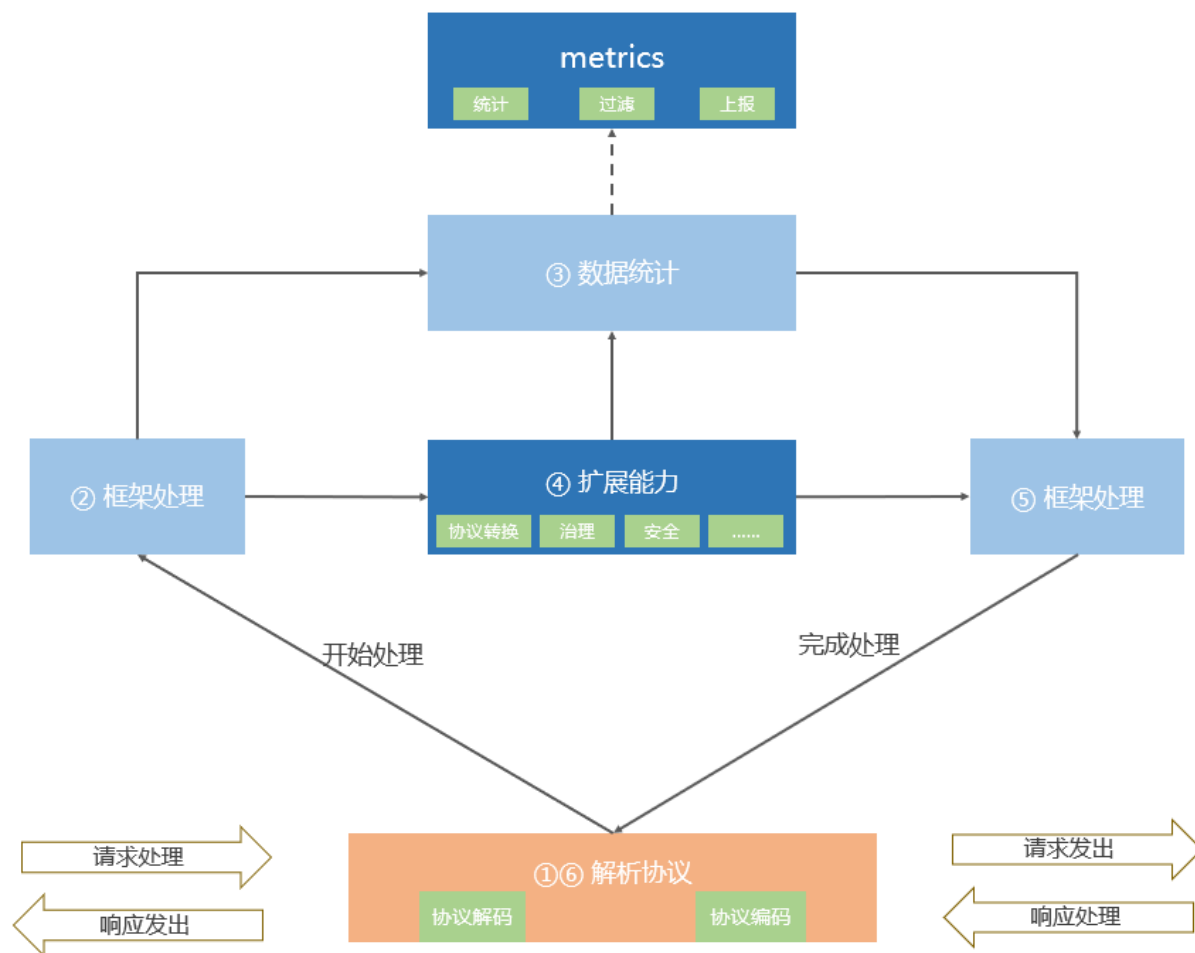 metrics
统计
过滤
上报
③ 数据统计
② 框架处理
④ 扩展能力
协议转换
治理
安全
......
⑤ 框架处理
开始处理
完成处理
请求处理
响应发出
①⑥ 解析协议
协议解码
协议编码
请求发出
响应处理